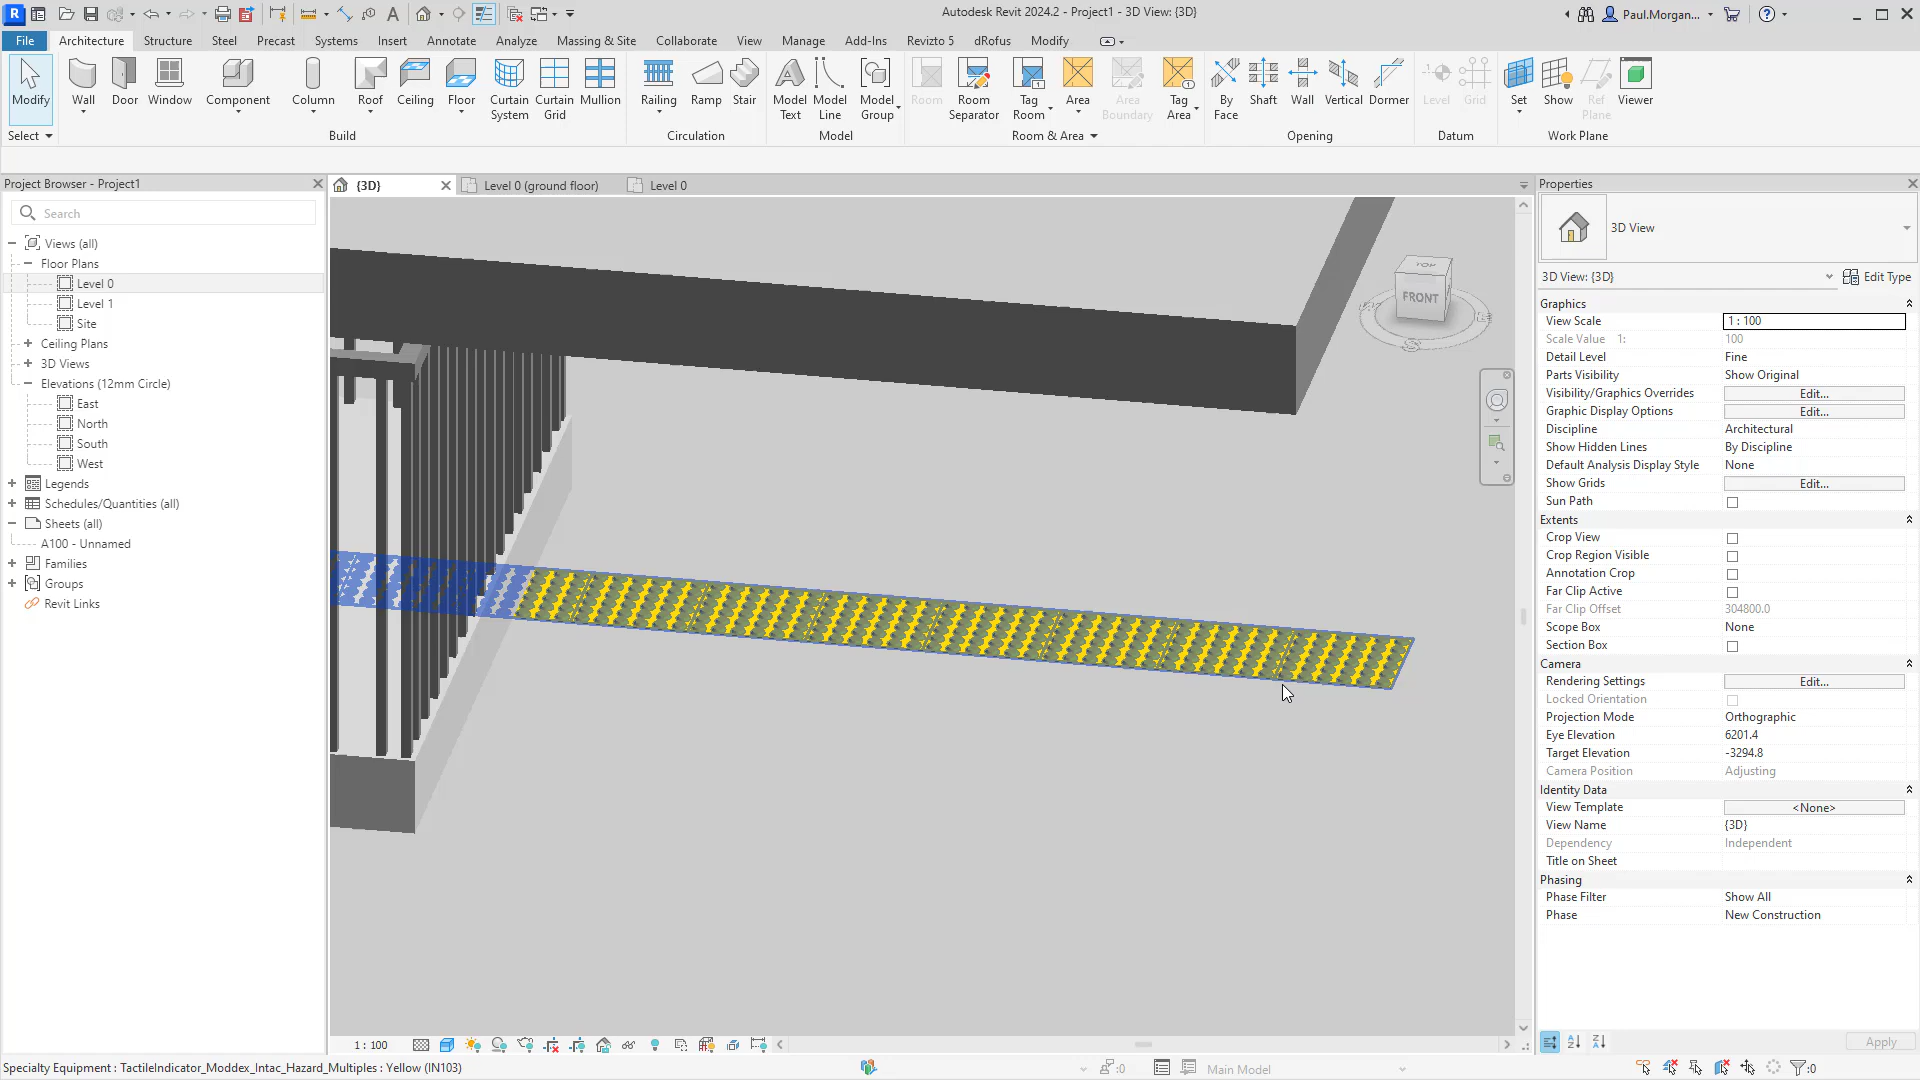 Autodesk Revit 2024.2 - Project1 - 3D View: {3D}
Paul.Morgan...
File Architecture Structure Steel Precast Systems Insert Annotate Analyze Massing & Site Collaborate View Manage Add-Ins Revizto 5 dRofus Modify
Modify Wall Door Window Component Column Roof Ceiling Floor Curtain System Curtain Grid Mullion Railing Ramp Stair Model Text Model Line Model Group Room Room Separator Tag Room Area Area Boundary Tag Area By Face Shaft Wall Vertical Dormer Level Grid Set Show Ref Plane Viewer
Select Build Circulation Model Room & Area Opening Datum Work Plane
Project Browser - Project1
Search
Views (all)
Floor Plans
Level 0
Level 1
Site
Ceiling Plans
3D Views
Elevations (12mm Circle)
East
North
South
West
Legends
Schedules/Quantities (all)
Sheets (all)
A100 - Unnamed
Families
Groups
Revit Links
{3D} Level 0 (ground floor) Level 0
TOP
FRONT
1 : 100
Properties
3D View
3D View: {3D} Edit Type
Graphics
View Scale 1 : 100
Scale Value 1: 100
Detail Level Fine
Parts Visibility Show Original
Visibility/Graphics Overrides Edit...
Graphic Display Options Edit...
Discipline Architectural
Show Hidden Lines By Discipline
Default Analysis Display Style None
Show Grids Edit...
Sun Path
Extents
Crop View
Crop Region Visible
Annotation Crop
Far Clip Active
Far Clip Offset 304800.0
Scope Box None
Section Box
Camera
Rendering Settings Edit...
Locked Orientation
Projection Mode Orthographic
Eye Elevation 6201.4
Target Elevation -3294.8
Camera Position Adjusting
Identity Data
View Template <None>
View Name {3D}
Dependency Independent
Title on Sheet
Phasing
Phase Filter Show All
Phase New Construction
Apply
Specialty Equipment : TactileIndicator_Moddex_Intac_Hazard_Multiples : Yellow (IN103)
:0
Main Model
:0